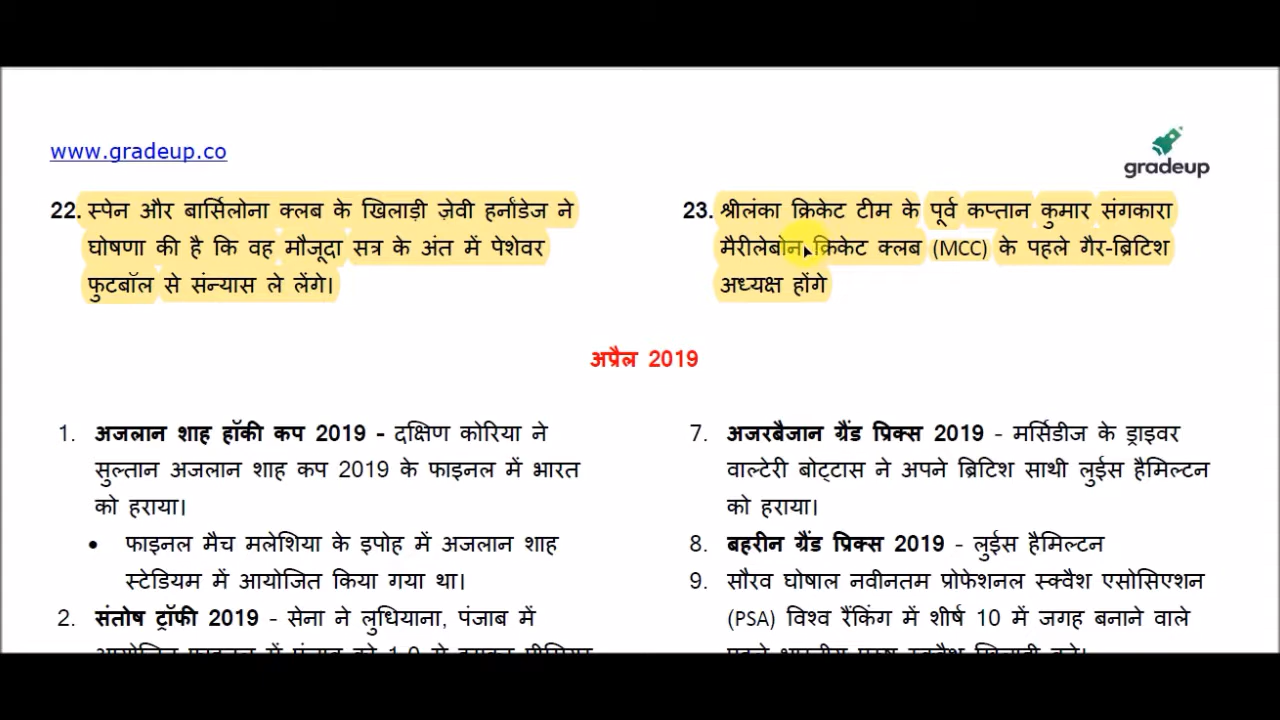 www.gradeup.co
gradeup
22. स्पेन और बार्सिलोना क्लब के खिलाड़ी ज़ेवी हर्नांडेज ने
घोषणा की है कि वह मौजूदा सत्र के अंत में पेशेवर
फुटबॉल से संन्यास ले लेंगे।
23. श्रीलंका क्रिकेट टीम के पूर्व कप्तान कुमार संगकारा
मैरीलेबोन क्रिकेट क्लब (MCC) के पहले गैर-ब्रिटिश
अध्यक्ष होंगे
अप्रैल 2019
1. अजलान शाह हॉकी कप 2019 - दक्षिण कोरिया ने
सुल्तान अजलान शाह कप 2019 के फाइनल में भारत
को हराया।
• फाइनल मैच मलेशिया के इपोह में अजलान शाह
स्टेडियम में आयोजित किया गया था।
2. संतोष ट्रॉफी 2019 - सेना ने लुधियाना, पंजाब में
7. अजरबैजान ग्रैंड प्रिक्स 2019 - मर्सिडीज के ड्राइवर
वाल्टेरी बोट्टास ने अपने ब्रिटिश साथी लुईस हैमिल्टन
को हराया।
8. बहरीन ग्रैंड प्रिक्स 2019 - लुईस हैमिल्टन
9. सौरव घोषाल नवीनतम प्रोफेशनल स्क्वैश एसोसिएशन
(PSA) विश्व रैंकिंग में शीर्ष 10 में जगह बनाने वाले